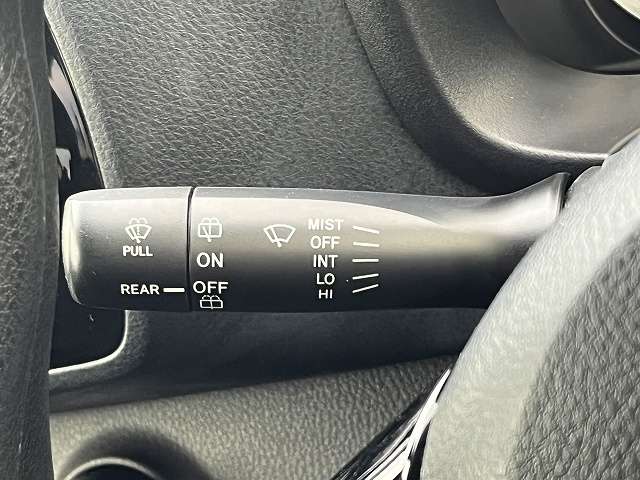 PULL
REAR
ON
OFF
MIST
OFF
INT
LO
HI